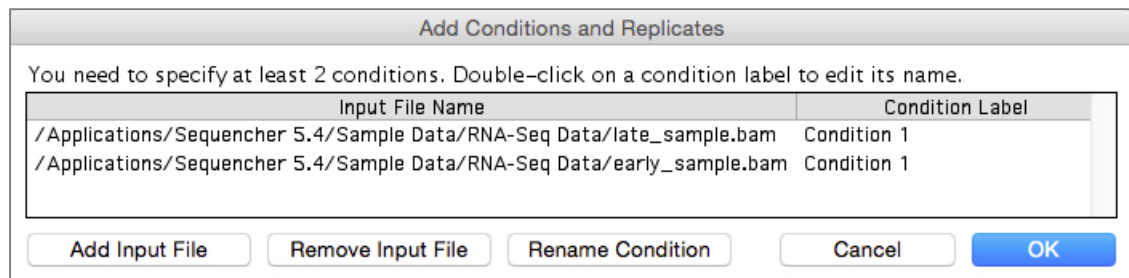 Add Conditions and Replicates
You need to specify at least 2 conditions. Double-click on a condition label to edit its name.
Input File Name Condition Label
/Applications/Sequencher 5.4/Sample Data/RNA-Seq Data/late_sample.bam Condition 1
/Applications/Sequencher 5.4/Sample Data/RNA-Seq Data/early_sample.bam Condition 1
Add Input File Remove Input File Rename Condition Cancel OK